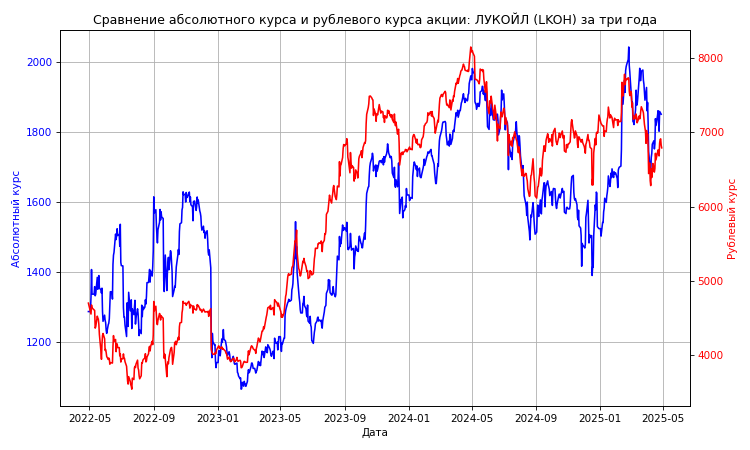 Сравнение абсолютного курса и рублевого курса акции: ЛУКОЙЛ (LKOH) за три года
2000
1800
1600
1400
1200
Абсолютный курс
8000
7000
6000
5000
4000
Рублевый курс
2022-05 2022-09 2023-01 2023-05 2023-09 2024-01 2024-05 2024-09 2025-01 2025-05
Дата